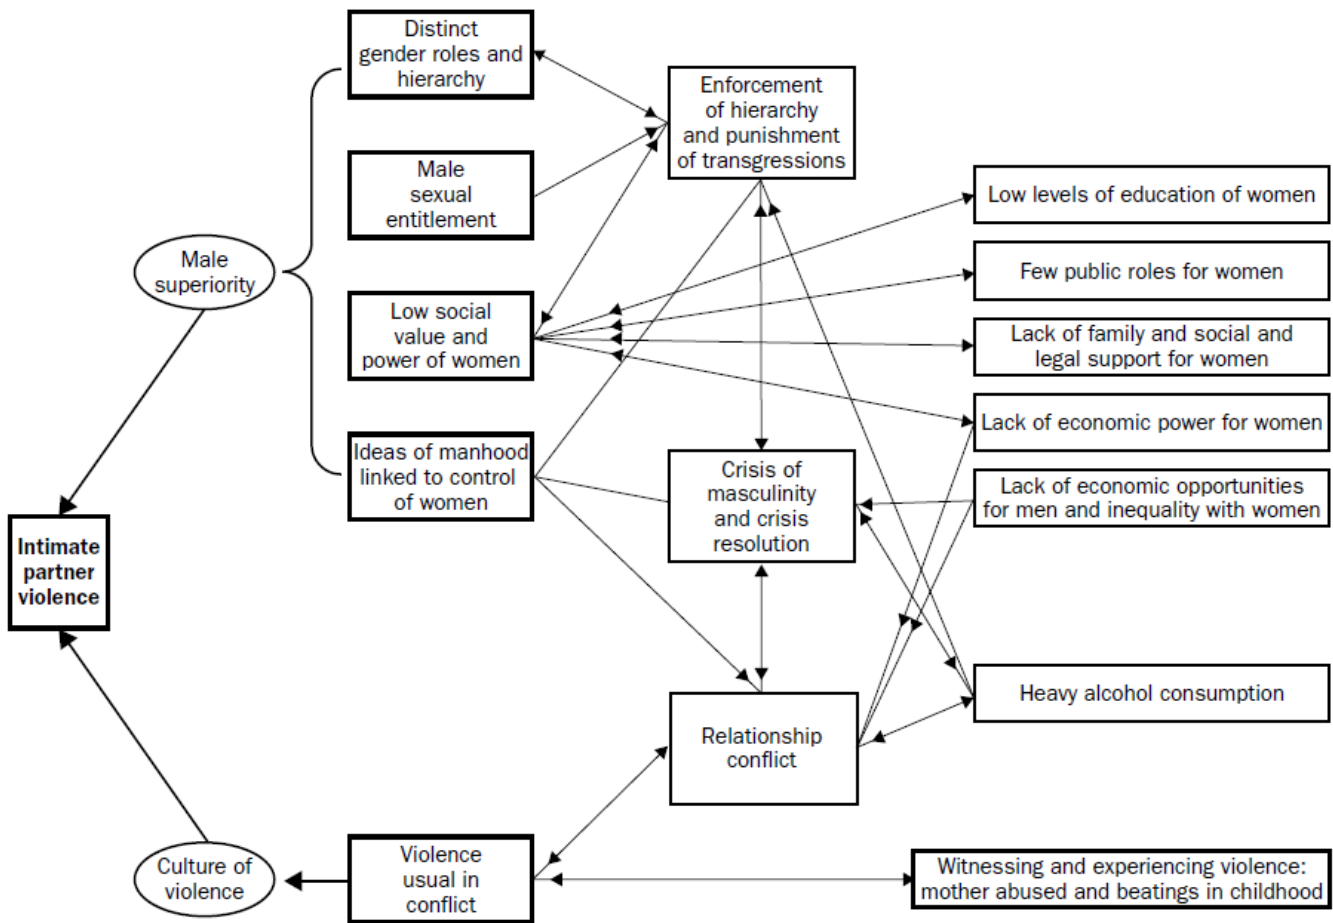 Distinct
gender roles and
hierarchy
Enforcement
of hierarchy
and punishment
of transgressions
Male
sexual
entitlement
Low levels of education of women
Male
superiority
Few public roles for women
Low social
value and
power of women
Lack of family and social and
legal support for women
Lack of economic power for women
Ideas of manhood
linked to control
of women
Crisis of
masculinity
and crisis
resolution
Lack of economic opportunities
for men and inequality with women
Intimate
partner
violence
Heavy alcohol consumption
Relationship
conflict
Culture of
violence
Violence
usual in
conflict
Witnessing and experiencing violence:
mother abused and beatings in childhood